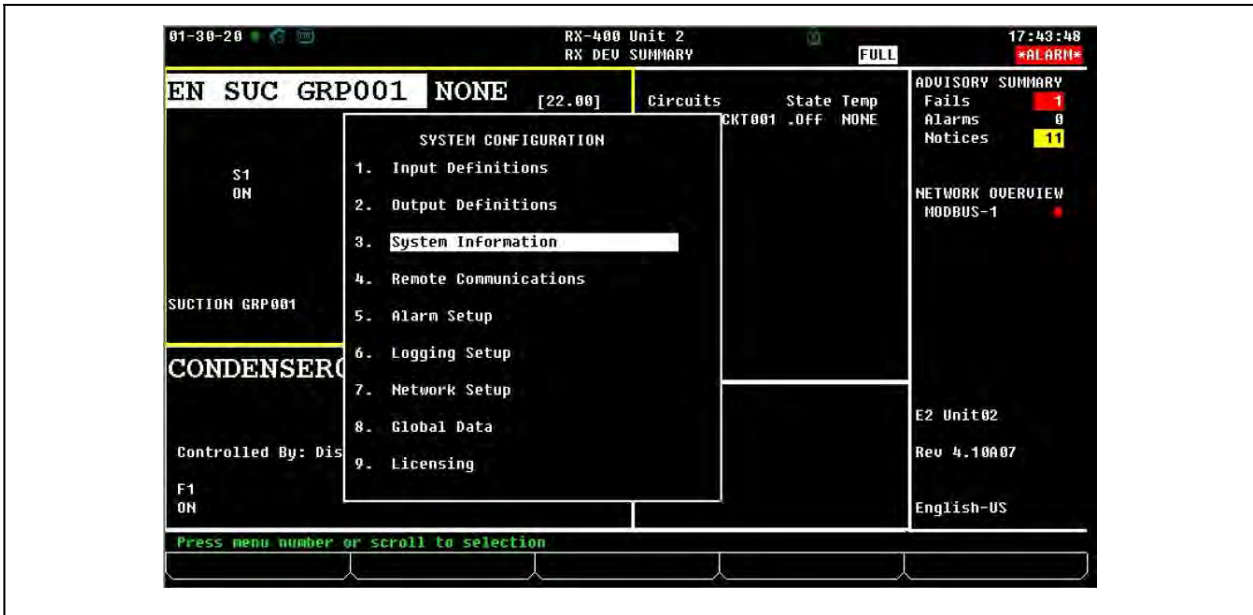 01-30-20
RX-400 Unit 2
17:43:48
RX DEV SUMMARY
FULL
*ALARM*
EN SUC GRP001 NONE [22.00]
S1
ON
SUCTION GRP001
CONDENSER
Controlled By: Dis
F1
ON
Circuits State Temp
CKT001 .Off NONE
SYSTEM CONFIGURATION
1. Input Definitions
2. Output Definitions
3. System Information
4. Remote Communications
5. Alarm Setup
6. Logging Setup
7. Network Setup
8. Global Data
9. Licensing
ADVISORY SUMMARY
Fails 1
Alarms 0
Notices 11
NETWORK OVERVIEW
MODBUS-1
E2 Unit02
Rev 4.10A07
English-US
Press menu number or scroll to selection